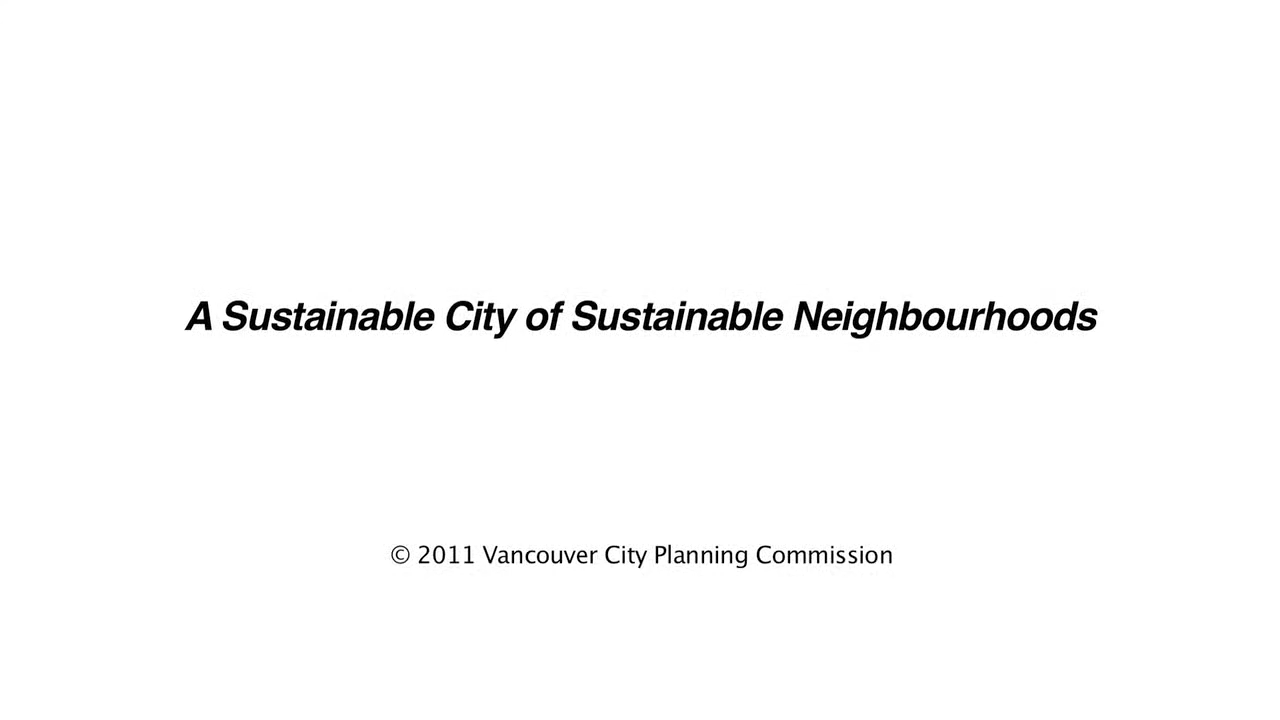 A Sustainable City of Sustainable Neighbourhoods
© 2011 Vancouver City Planning Commission